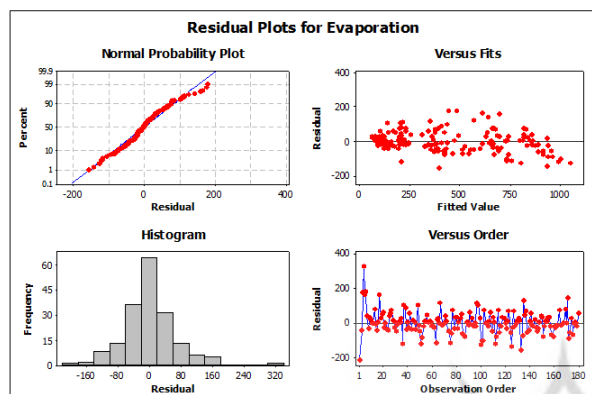 Residual Plots for Evaporation
Normal Probability Plot
99.9
99
90
50
10
1
0.1
Percent
-200 0 200 400
Residual
Versus Fits
400
200
0
-200
Residual
0 250 500 750 1000
Fitted Value
Histogram
60
45
30
15
0
Frequency
-160 -80 0 80 160 240 320
Residual
Versus Order
400
200
0
-200
Residual
1 20 40 60 80 100 120 140 160 180
Observation Order